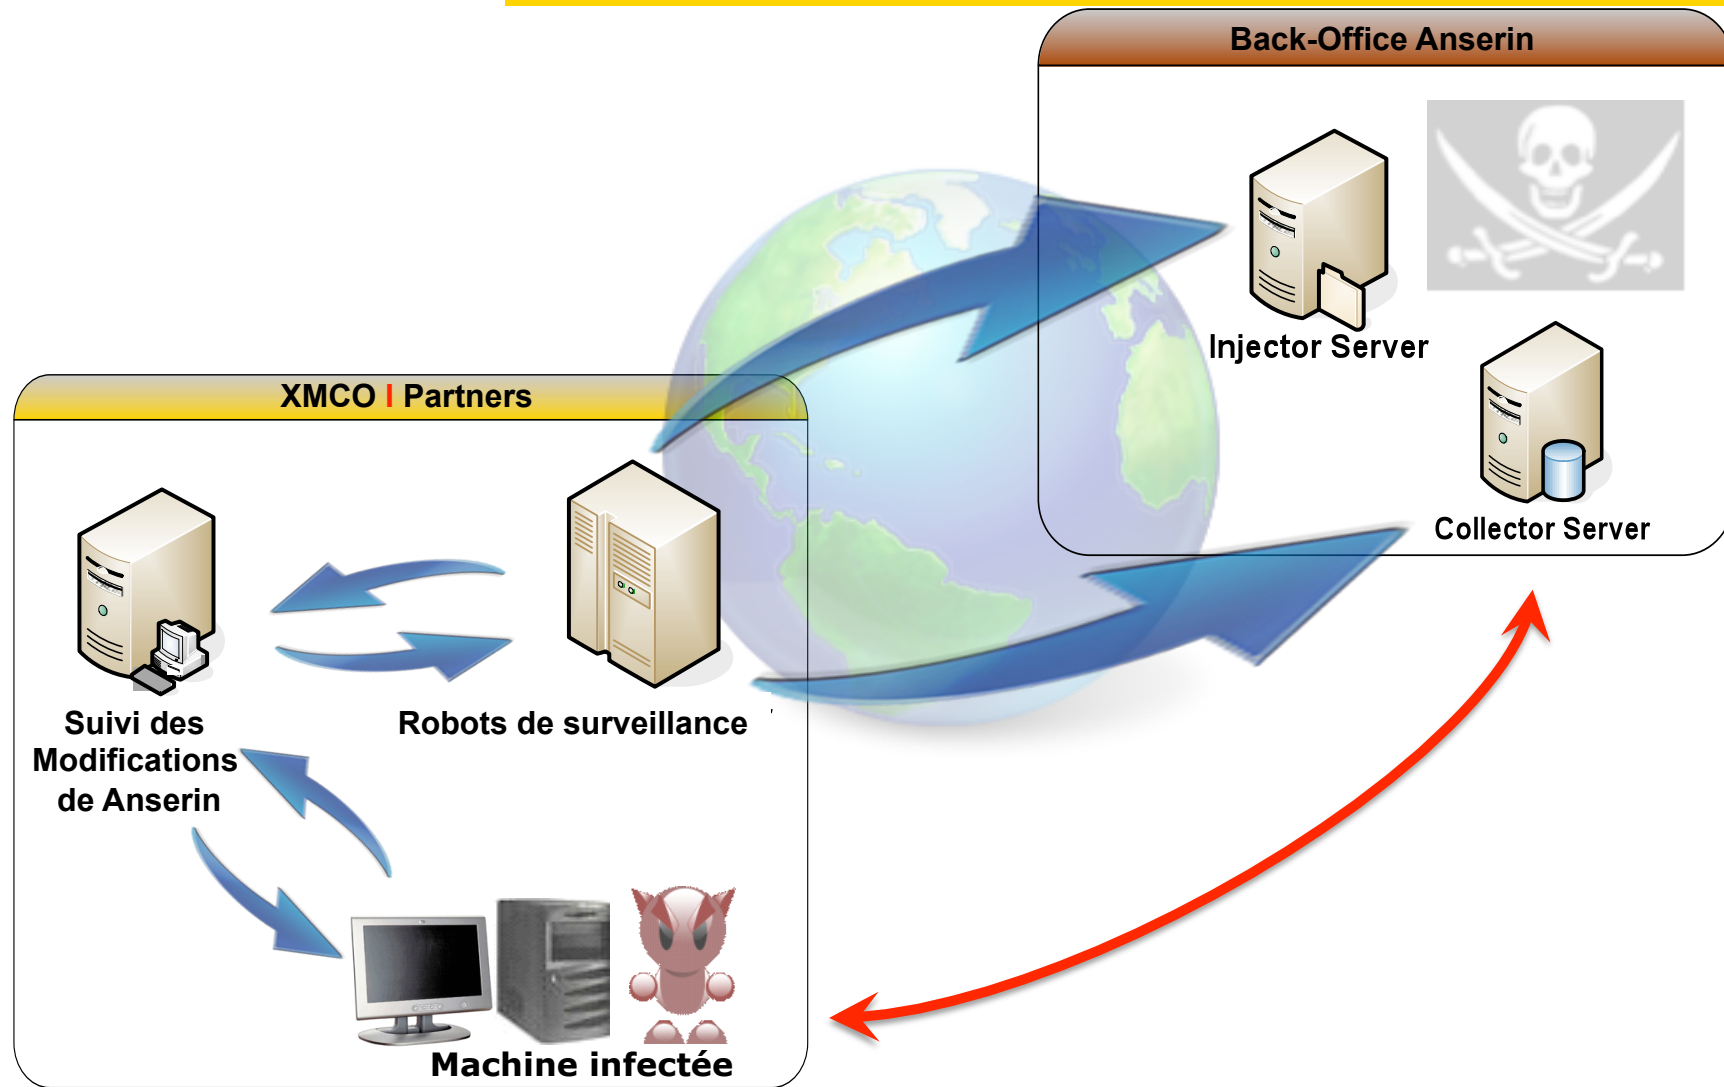 Back-Office Anserin
Injector Server
Collector Server
XMCO I Partners
Suivi des
Modifications
de Anserin
Robots de surveillance
Machine infectée